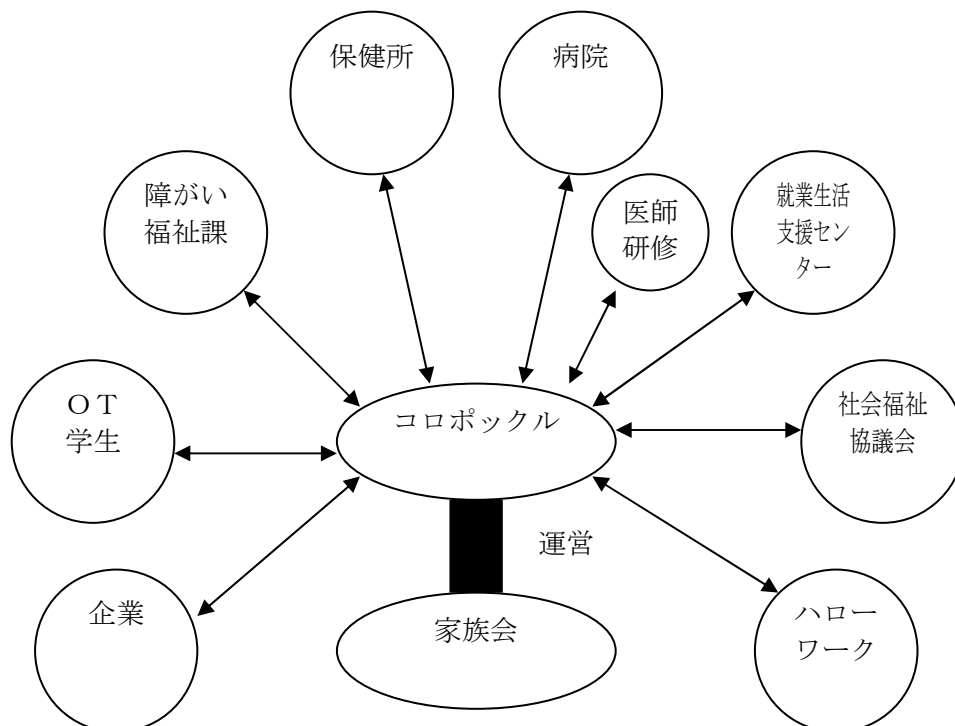 保健所
病院
障がい
福祉課
医師
研修
就業生活
支援セン
ター
ＯＴ
学生
コロポックル
社会福祉
協議会
運営
企業
家族会
ハロー
ワーク